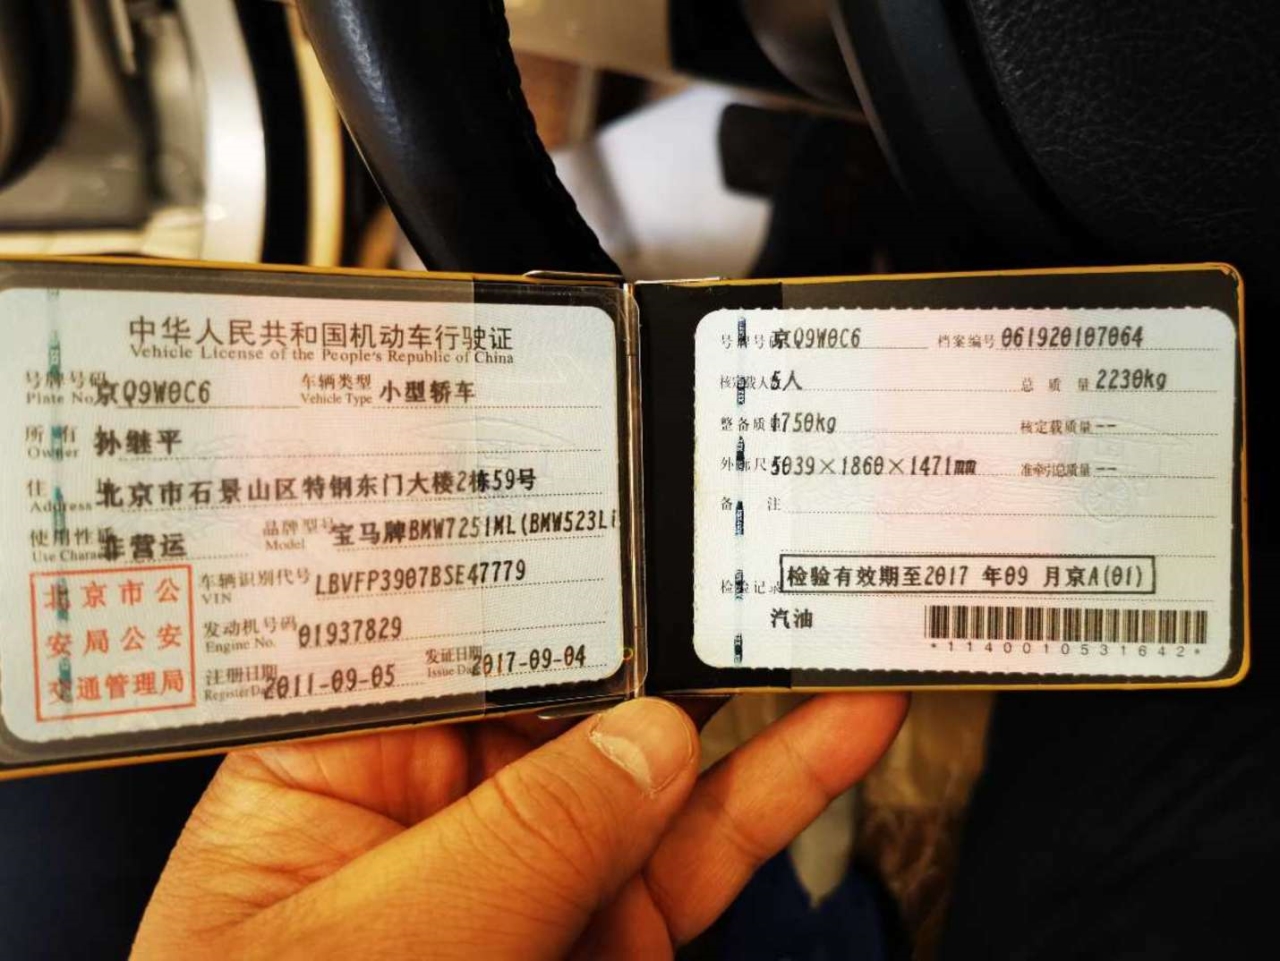 中华人民共和国机动车行驶证
Vehicle License of the People's Republic of China
号牌号码 京Q9W0C6 车辆类型 小型轿车
Plate No. Vehicle Type
所有 孙继平
Owner
住 北京市石景山区特钢东门大楼2栋59号
Address
使用性质 非营运 品牌型号 宝马牌BMW7251ML(BMW523Li
Use Charac Model
车辆识别代号 LBVFP3907BSE47779
VIN
发动机号码 01937829
Engine No.
注册日期 2011-09-05 发证日期 2017-09-04
Register Da Issue Da
北京市公
安局公安
交通管理局
号牌号 京Q9W0C6 档案编号 061920107064
核定载人 5人 总质量 2230kg
整备质 1750kg 核定载质量 --
外廓尺 5039×1860×1471mm 准牵引总质量 --
备注
检验记录 检验有效期至2017 年09 月京A(01)
汽油
*1140010531642*